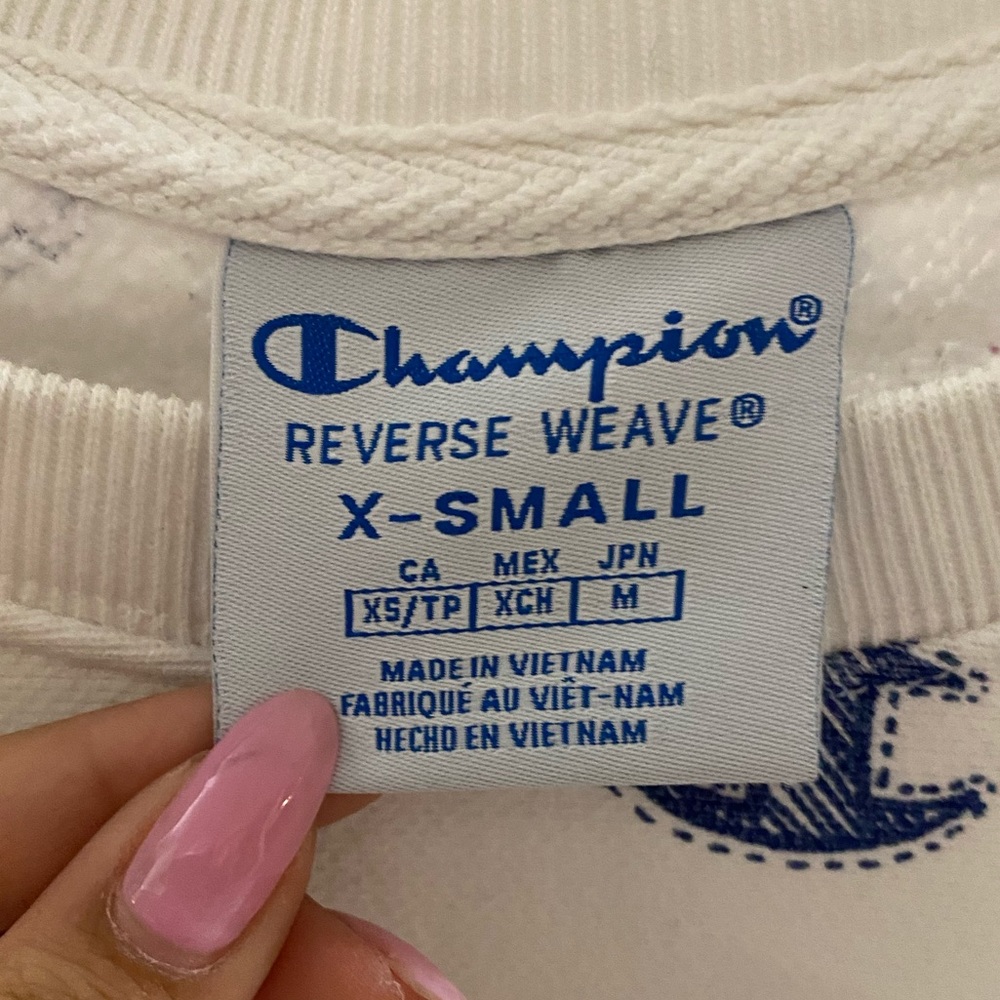 Champion®
REVERSE WEAVE®
X-SMALL
CA MEX JPN
XS/TP XCH M
MADE IN VIETNAM
FABRIQUÉ AU VIÊT-NAM
HECHO EN VIETNAM